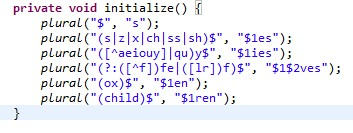 private void initialize() {
plural("$", "s");
plural("(s|z|x|ch|ss|sh)$", "$1es");
plural("([^aeiouy]|qu)y$", "$1ies");
plural("(?:([^f])fe|([lr])f)$", "$1$2ves");
plural("(ox)$", "$1en");
plural("(child)$", "$1ren");
}